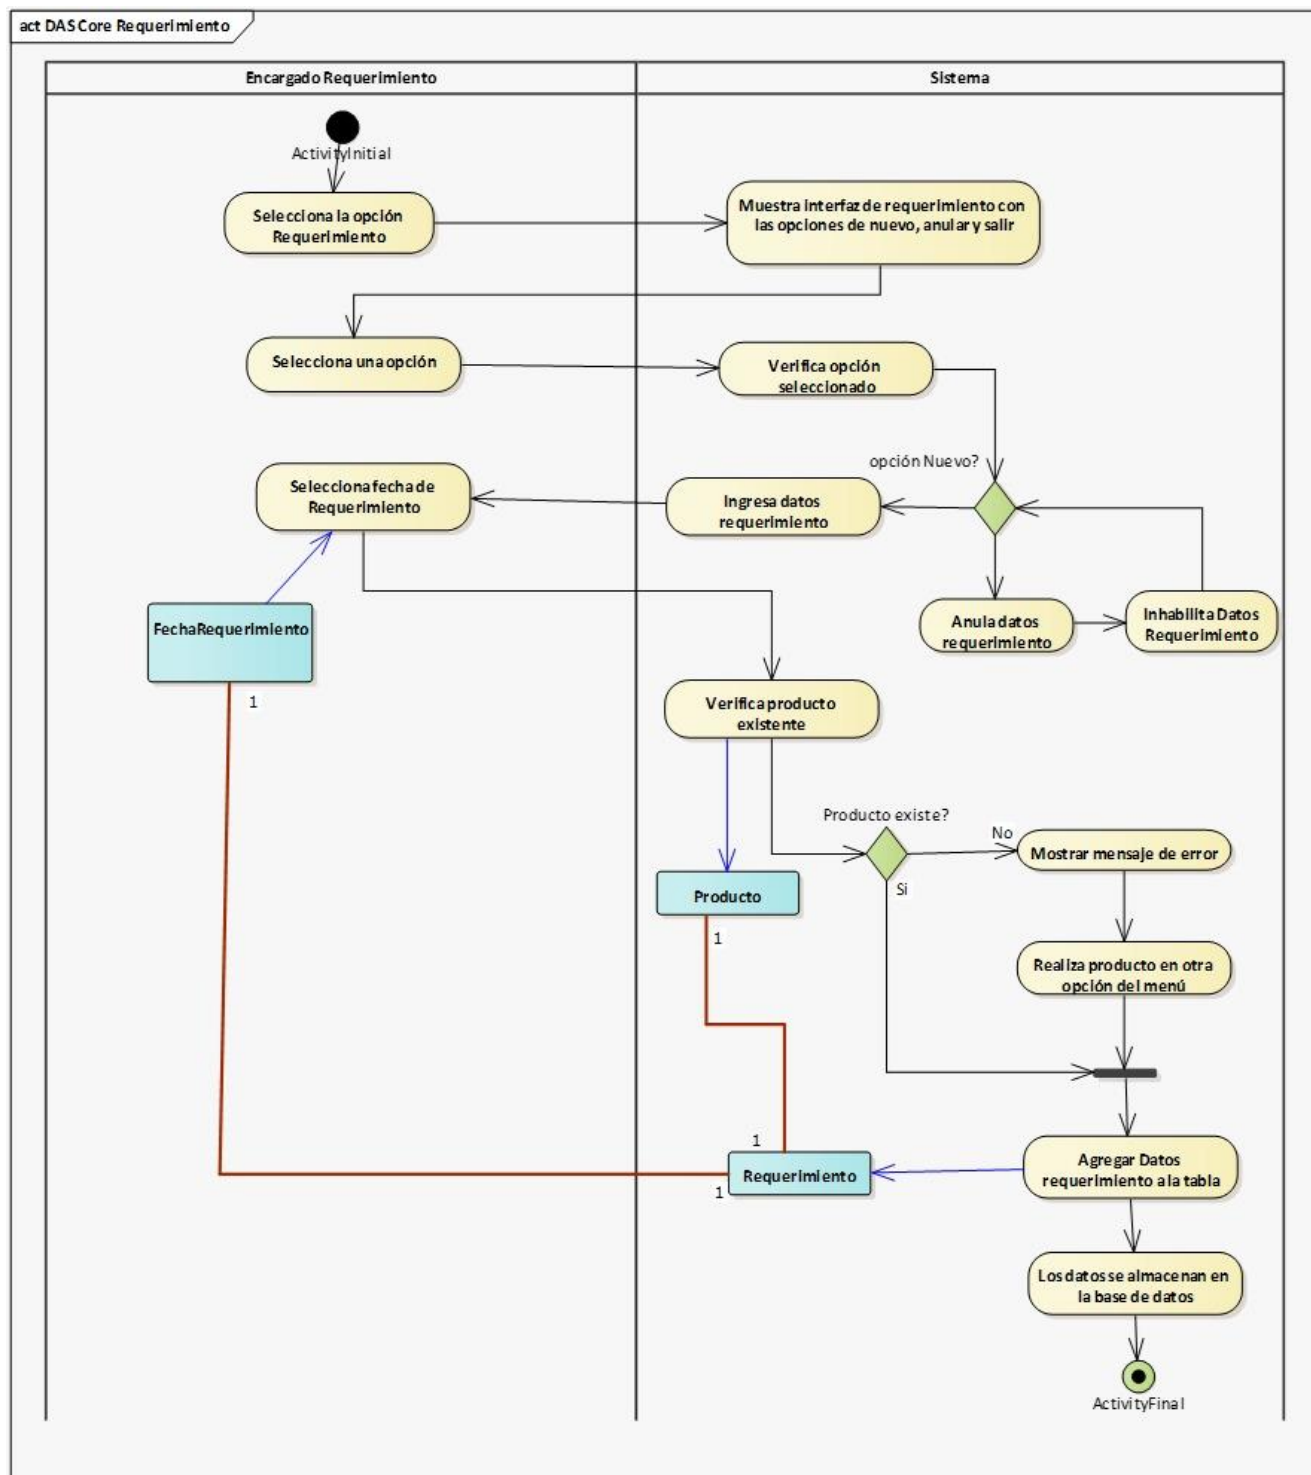 act DAS Core Requerimiento
Encargado Requerimiento
Sistema
ActivityInitial
Selecciona la opción
Requerimiento
Muestra interfaz de requerimiento con
las opciones de nuevo, anular y salir
Selecciona una opción
Verifica opción
seleccionado
opción Nuevo?
Selecciona fecha de
Requerimiento
Ingresa datos
requerimiento
Anula datos
requerimiento
Inhabilita Datos
Requerimiento
FechaRequerimiento
1
Verifica producto
existente
Producto existe?
No
Mostrar mensaje de error
Si
Producto
1
Realiza producto en otra
opción del menú
1
Requerimiento
1
Agregar Datos
requerimiento a la tabla
Los datos se almacenan en
la base de datos
ActivityFinal